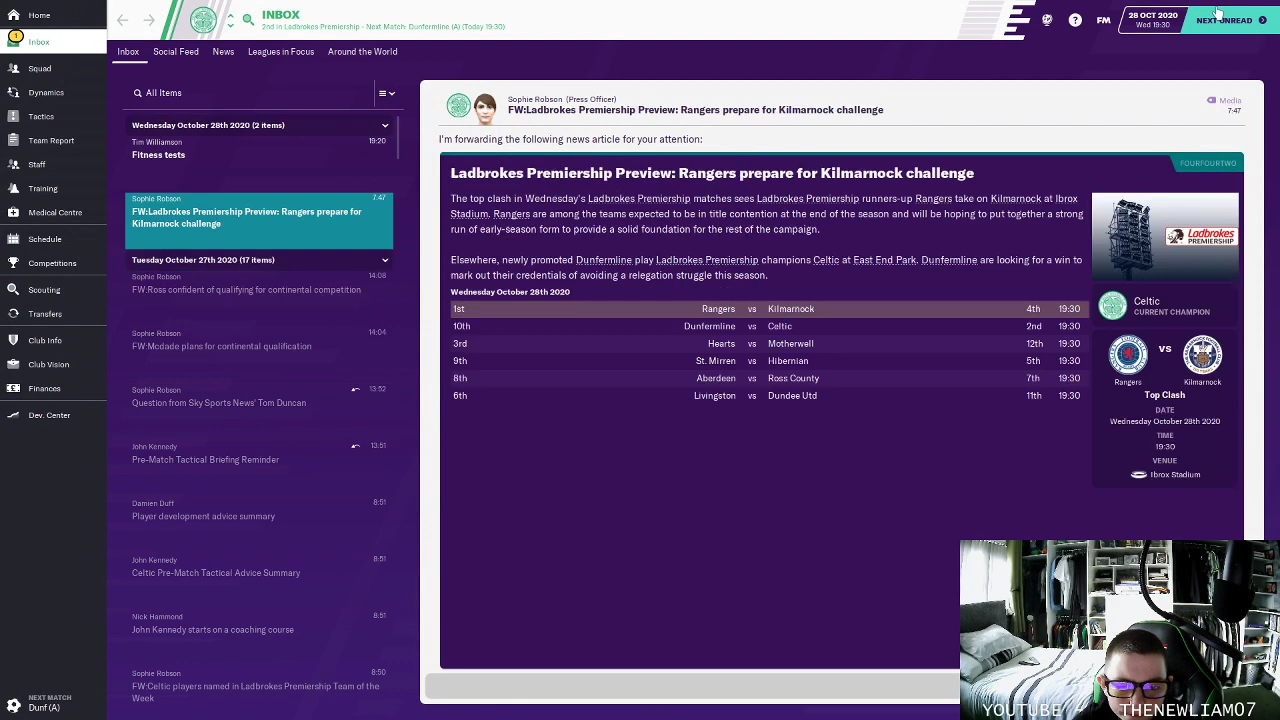 INBOX
2nd in Ladbrokes Premiership - Next Match: Dunfermline (A) (Today 19:30)
FM
28 OCT 2020
Wed 19:30
NEXT UNREAD
1
Inbox
Squad
Dynamics
Tactics
Team Report
Staff
Training
Medical Centre
Schedule
Competitions
Scouting
Transfers
Club Info
Club Vision
Finances
Dev. Center
NEXT MATCH
Dunf (A)
Inbox
Social Feed
News
Leagues in Focus
Around the World
All Items
Wednesday October 28th 2020 (2 items)
Tim Williamson 19:20
Fitness tests
Sophie Robson 7:47
FW:Ladbrokes Premiership Preview: Rangers prepare for
Kilmarnock challenge
Tuesday October 27th 2020 (17 items)
Sophie Robson 14:08
FW:Ross confident of qualifying for continental competition
Sophie Robson 14:04
FW:Mcdade plans for continental qualification
Sophie Robson 13:52
Question from Sky Sports News' Tom Duncan
John Kennedy 13:51
Pre-Match Tactical Briefing Reminder
Damien Duff 8:51
Player development advice summary
John Kennedy 8:51
Celtic Pre-Match Tactical Advice Summary
Nick Hammond 8:51
John Kennedy starts on a coaching course
Sophie Robson 8:50
FW:Celtic players named in Ladbrokes Premiership Team of the
Week
Sophie Robson (Press Officer)
FW:Ladbrokes Premiership Preview: Rangers prepare for Kilmarnock challenge
Media
7:47
I'm forwarding the following news article for your attention:
FOURFOURTWO
Ladbrokes Premiership Preview: Rangers prepare for Kilmarnock challenge
The top clash in Wednesday's Ladbrokes Premiership matches sees Ladbrokes Premiership runners-up Rangers take on Kilmarnock at Ibrox
Stadium. Rangers are among the teams expected to be in title contention at the end of the season and will be hoping to put together a strong
run of early-season form to provide a solid foundation for the rest of the campaign.
Elsewhere, newly promoted Dunfermline play Ladbrokes Premiership champions Celtic at East End Park. Dunfermline are looking for a win to
mark out their credentials of avoiding a relegation struggle this season.
Wednesday October 28th 2020
1st Rangers vs Kilmarnock 4th 19:30
10th Dunfermline vs Celtic 2nd 19:30
3rd Hearts vs Motherwell 12th 19:30
9th St. Mirren vs Hibernian 5th 19:30
8th Aberdeen vs Ross County 7th 19:30
6th Livingston vs Dundee Utd 11th 19:30
Ladbrokes
PREMIERSHIP
Celtic
CURRENT CHAMPION
VS
Rangers
Kilmarnock
Top Clash
DATE
Wednesday October 28th 2020
TIME
19:30
VENUE
Ibrox Stadium
YOUTUBE - THENEWLIAM07